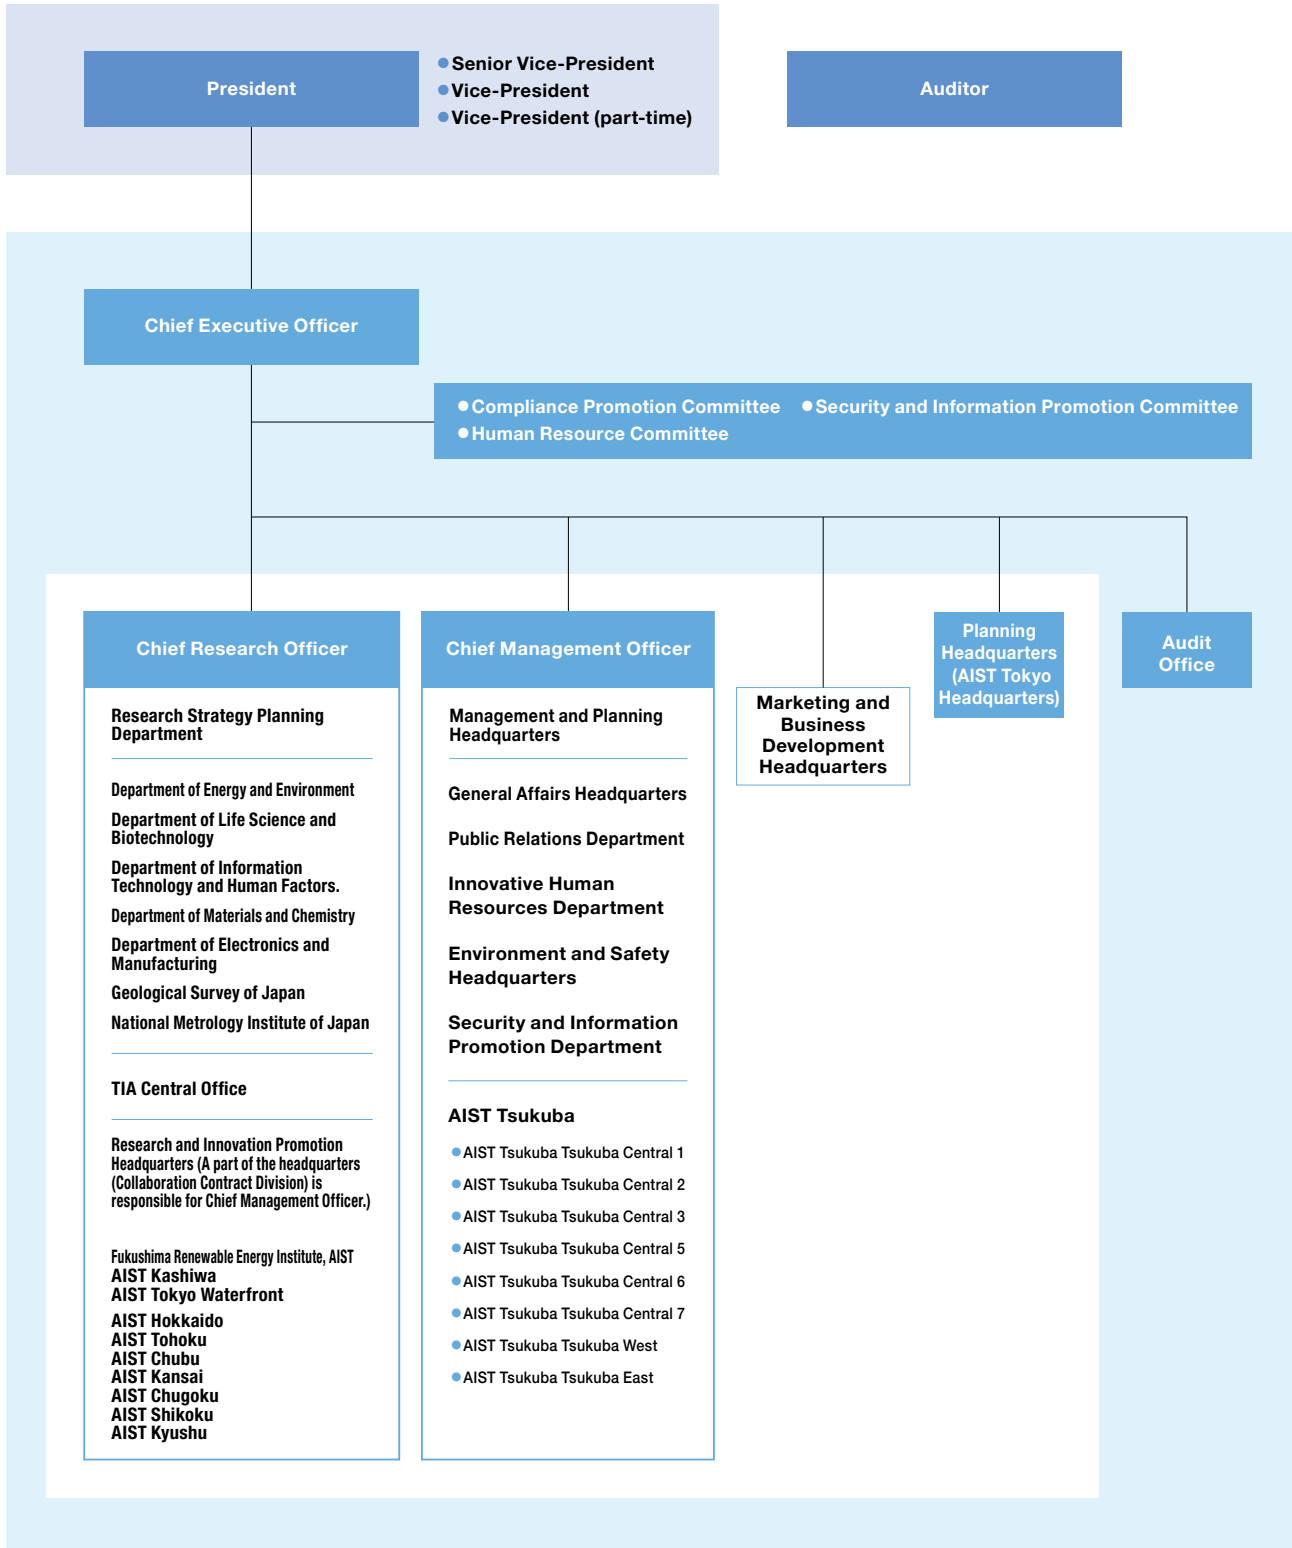 President
Senior Vice-President
Vice-President
Vice-President (part-time)
Auditor
Chief Executive Officer
Compliance Promotion Committee
Security and Information Promotion Committee
Human Resource Committee
Chief Research Officer
Research Strategy Planning
Department
Department of Energy and Environment
Department of Life Science and
Biotechnology
Department of Information
Technology and Human Factors.
Department of Materials and Chemistry
Department of Electronics and
Manufacturing
Geological Survey of Japan
National Metrology Institute of Japan
TIA Central Office
Research and Innovation Promotion
Headquarters (A part of the headquarters
(Collaboration Contract Division) is
responsible for Chief Management Officer.)
Fukushima Renewable Energy Institute, AIST
AIST Kashiwa
AIST Tokyo Waterfront
AIST Hokkaido
AIST Tohoku
AIST Chubu
AIST Kansai
AIST Chugoku
AIST Shikoku
AIST Kyushu
Chief Management Officer
Management and Planning
Headquarters
General Affairs Headquarters
Public Relations Department
Innovative Human
Resources Department
Environment and Safety
Headquarters
Security and Information
Promotion Department
AIST Tsukuba
AIST Tsukuba Tsukuba Central 1
AIST Tsukuba Tsukuba Central 2
AIST Tsukuba Tsukuba Central 3
AIST Tsukuba Tsukuba Central 5
AIST Tsukuba Tsukuba Central 6
AIST Tsukuba Tsukuba Central 7
AIST Tsukuba Tsukuba West
AIST Tsukuba Tsukuba East
Marketing and
Business
Development
Headquarters
Planning
Headquarters
(AIST Tokyo
Headquarters)
Audit
Office